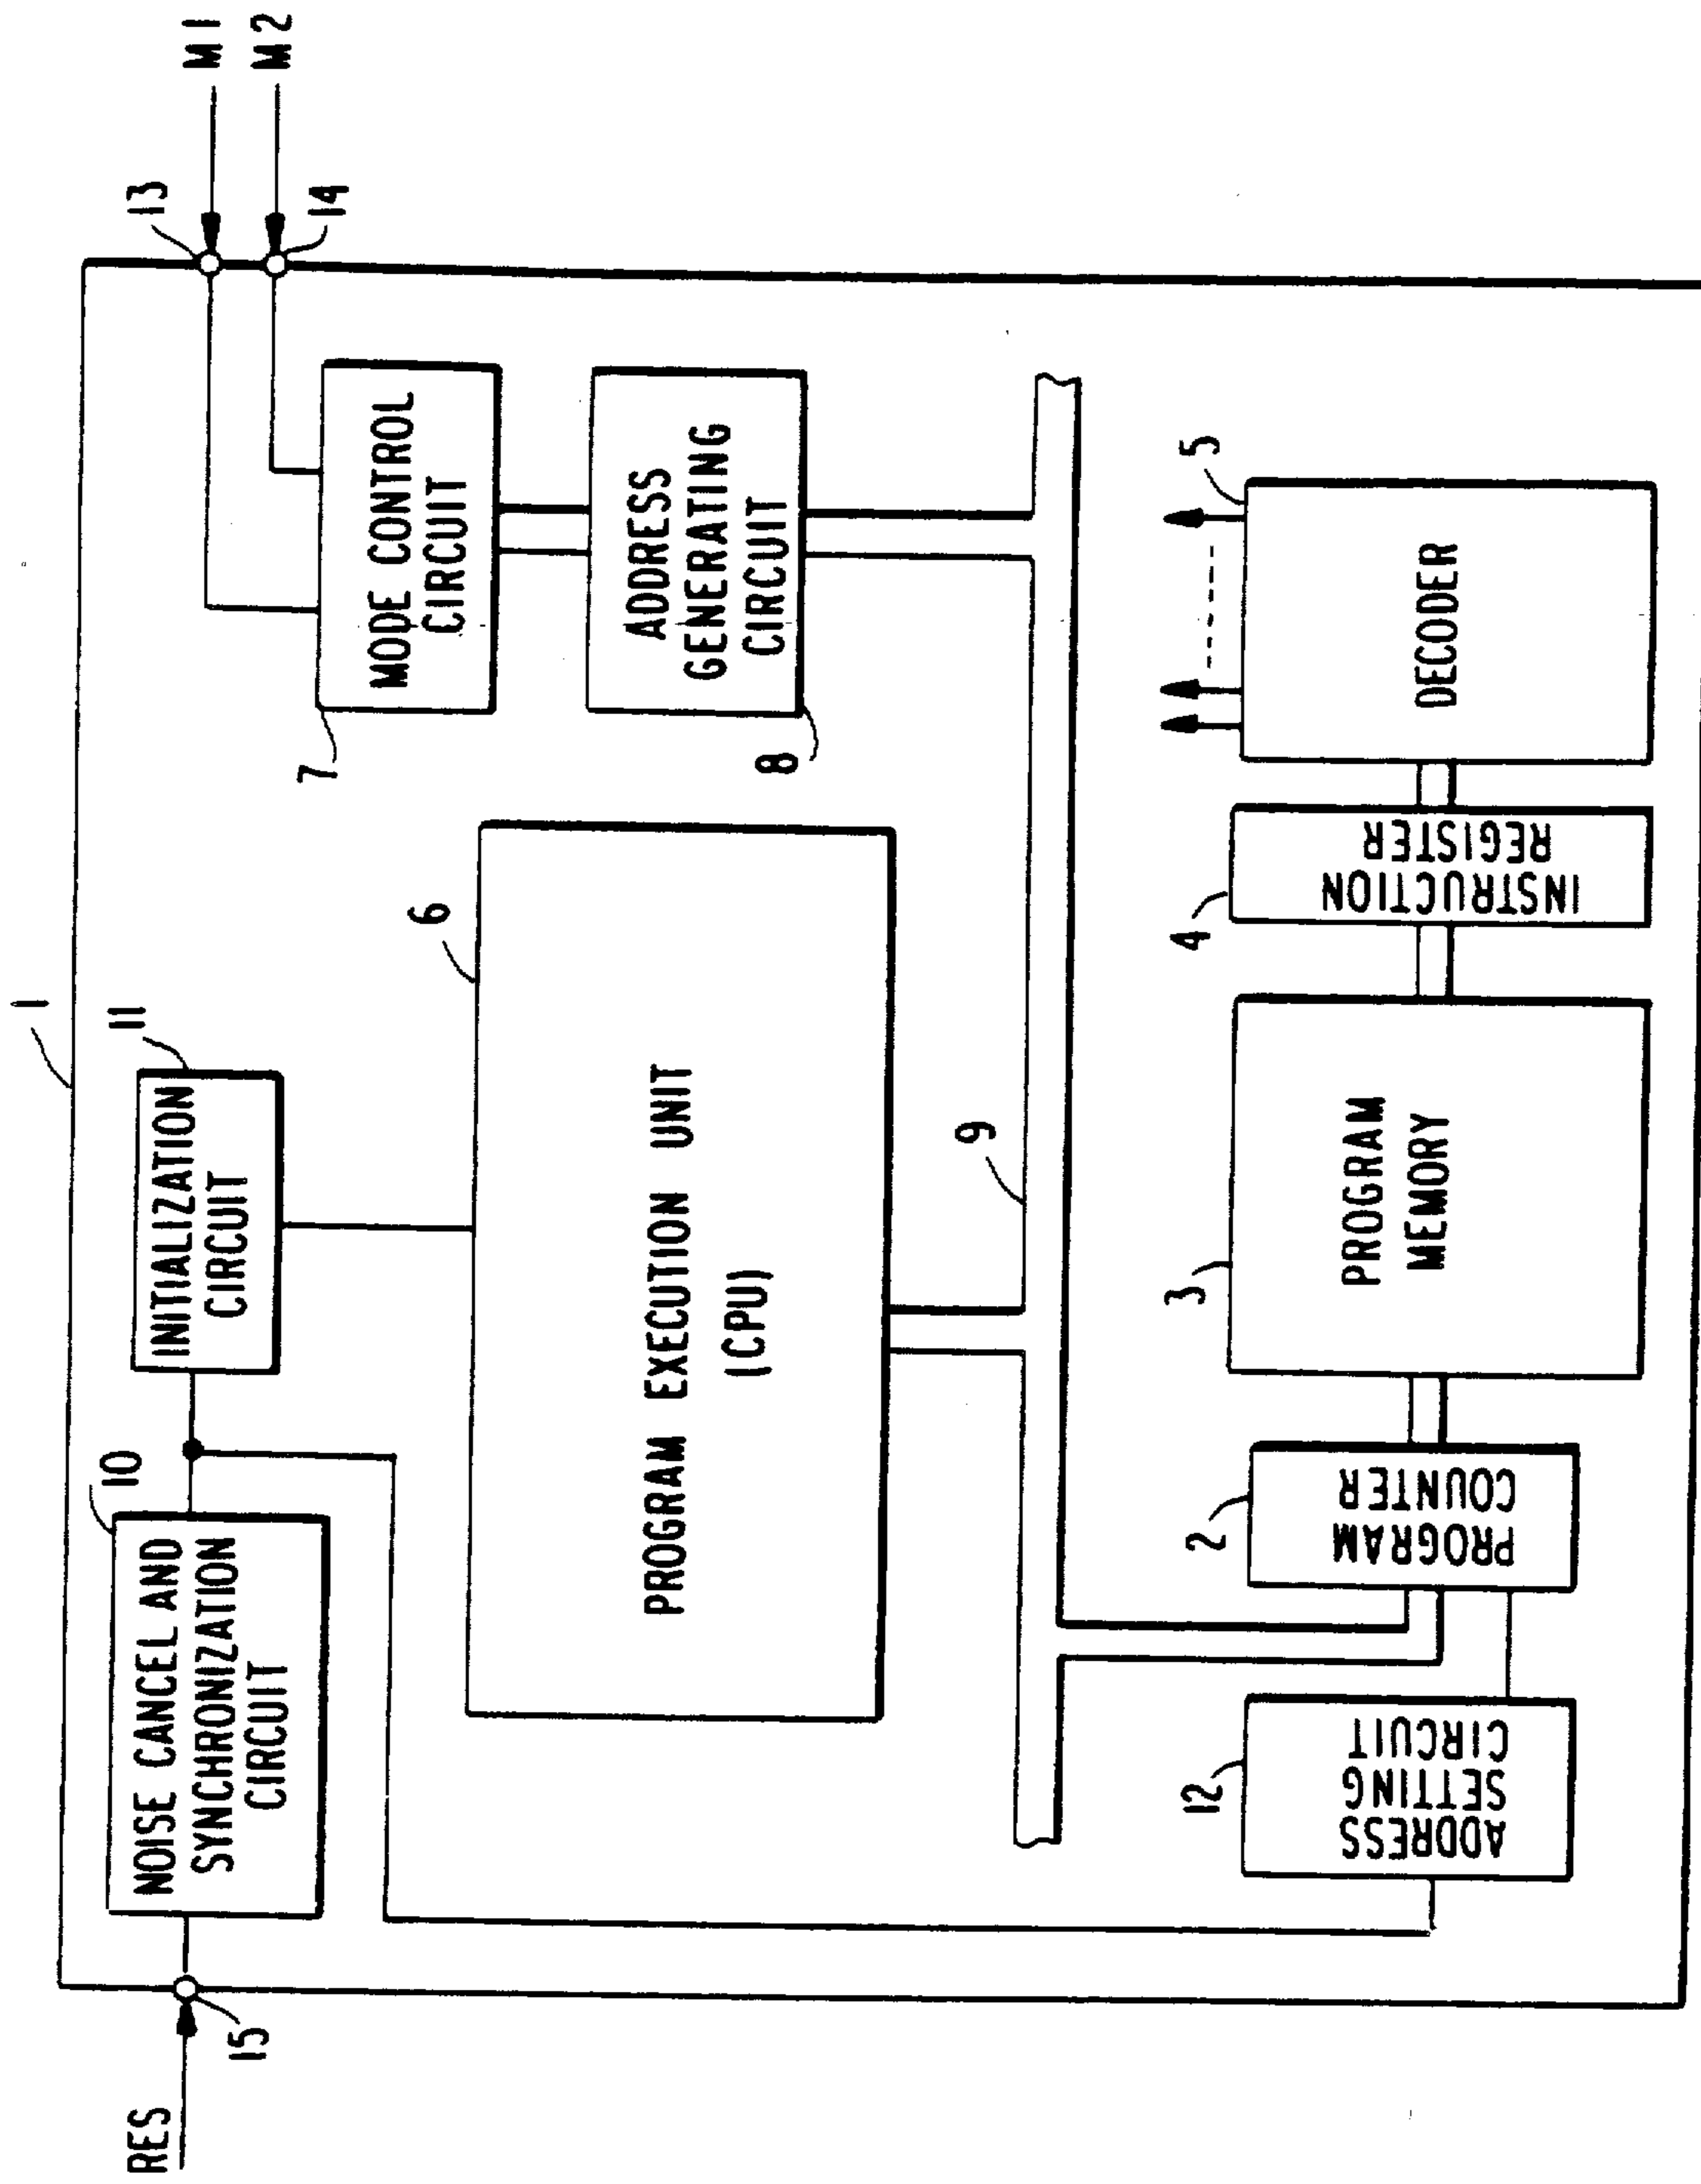 1
RES
15
10
NOISE CANCEL AND
SYNCHRONIZATION
CIRCUIT
11
INITIALIZATION
CIRCUIT
13
M1
14
M2
7
MODE CONTROL
CIRCUIT
8
ADDRESS
GENERATING
CIRCUIT
6
PROGRAM EXECUTION UNIT
(CPU)
9
12
ADDRESS
SETTING
CIRCUIT
2
PROGRAM
COUNTER
3
PROGRAM
MEMORY
4
INSTRUCTION
REGISTER
5
DECODER